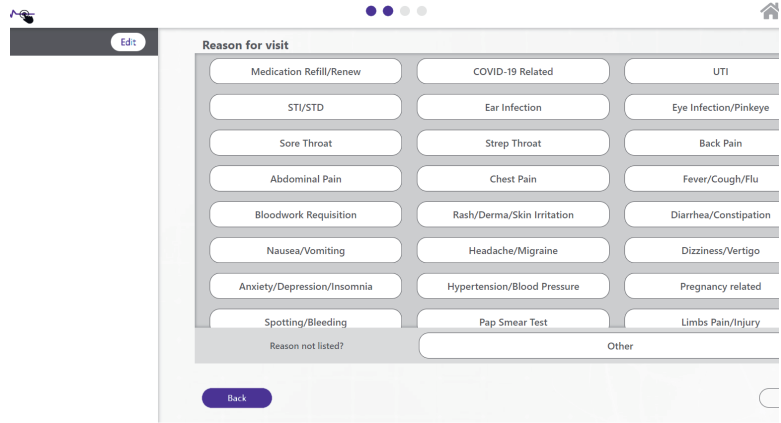 Edit
Reason for visit
Medication Refill/Renew COVID-19 Related UTI
STI/STD Ear Infection Eye Infection/Pinkeye
Sore Throat Strep Throat Back Pain
Abdominal Pain Chest Pain Fever/Cough/Flu
Bloodwork Requisition Rash/Derma/Skin Irritation Diarrhea/Constipation
Nausea/Vomiting Headache/Migraine Dizziness/Vertigo
Anxiety/Depression/Insomnia Hypertension/Blood Pressure Pregnancy related
Spotting/Bleeding Pap Smear Test Limbs Pain/Injury
Reason not listed? Other
Back